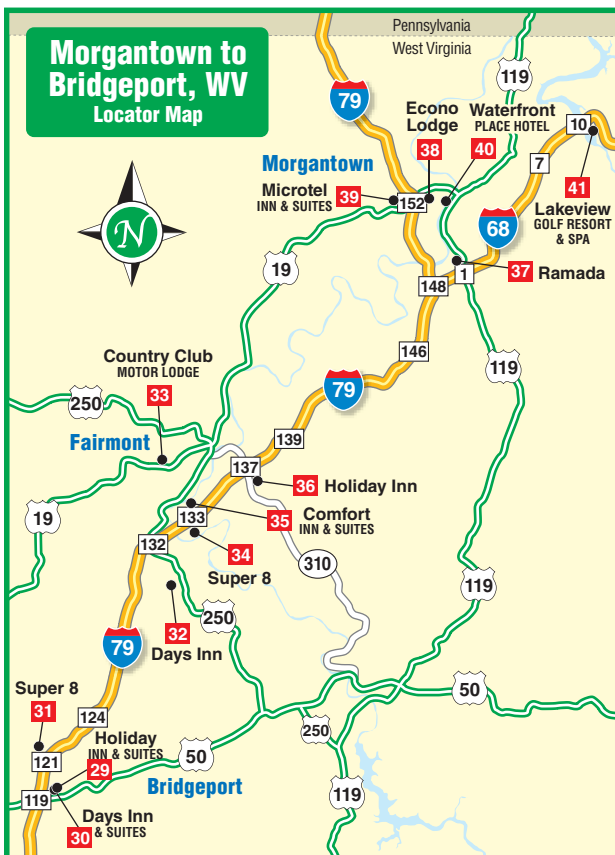 Pennsylvania
West Virginia
Morgantown to
Bridgeport, WV
Locator Map
79
119
10
Econo
Lodge
38
Waterfront
PLACE HOTEL
40
7
41
Lakeview
GOLF RESORT
& SPA
Morgantown
Microtel
INN & SUITES
39
152
N
68
19
1
37
Ramada
148
146
119
Country Club
MOTOR LODGE
33
250
79
Fairmont
139
137
36
Holiday Inn
19
133
35
Comfort
INN & SUITES
132
34
Super 8
310
119
32
Days Inn
250
79
Super 8
31
50
124
Holiday
INN & SUITES
29
250
50
121
Bridgeport
119
119
Days Inn
& SUITES
30